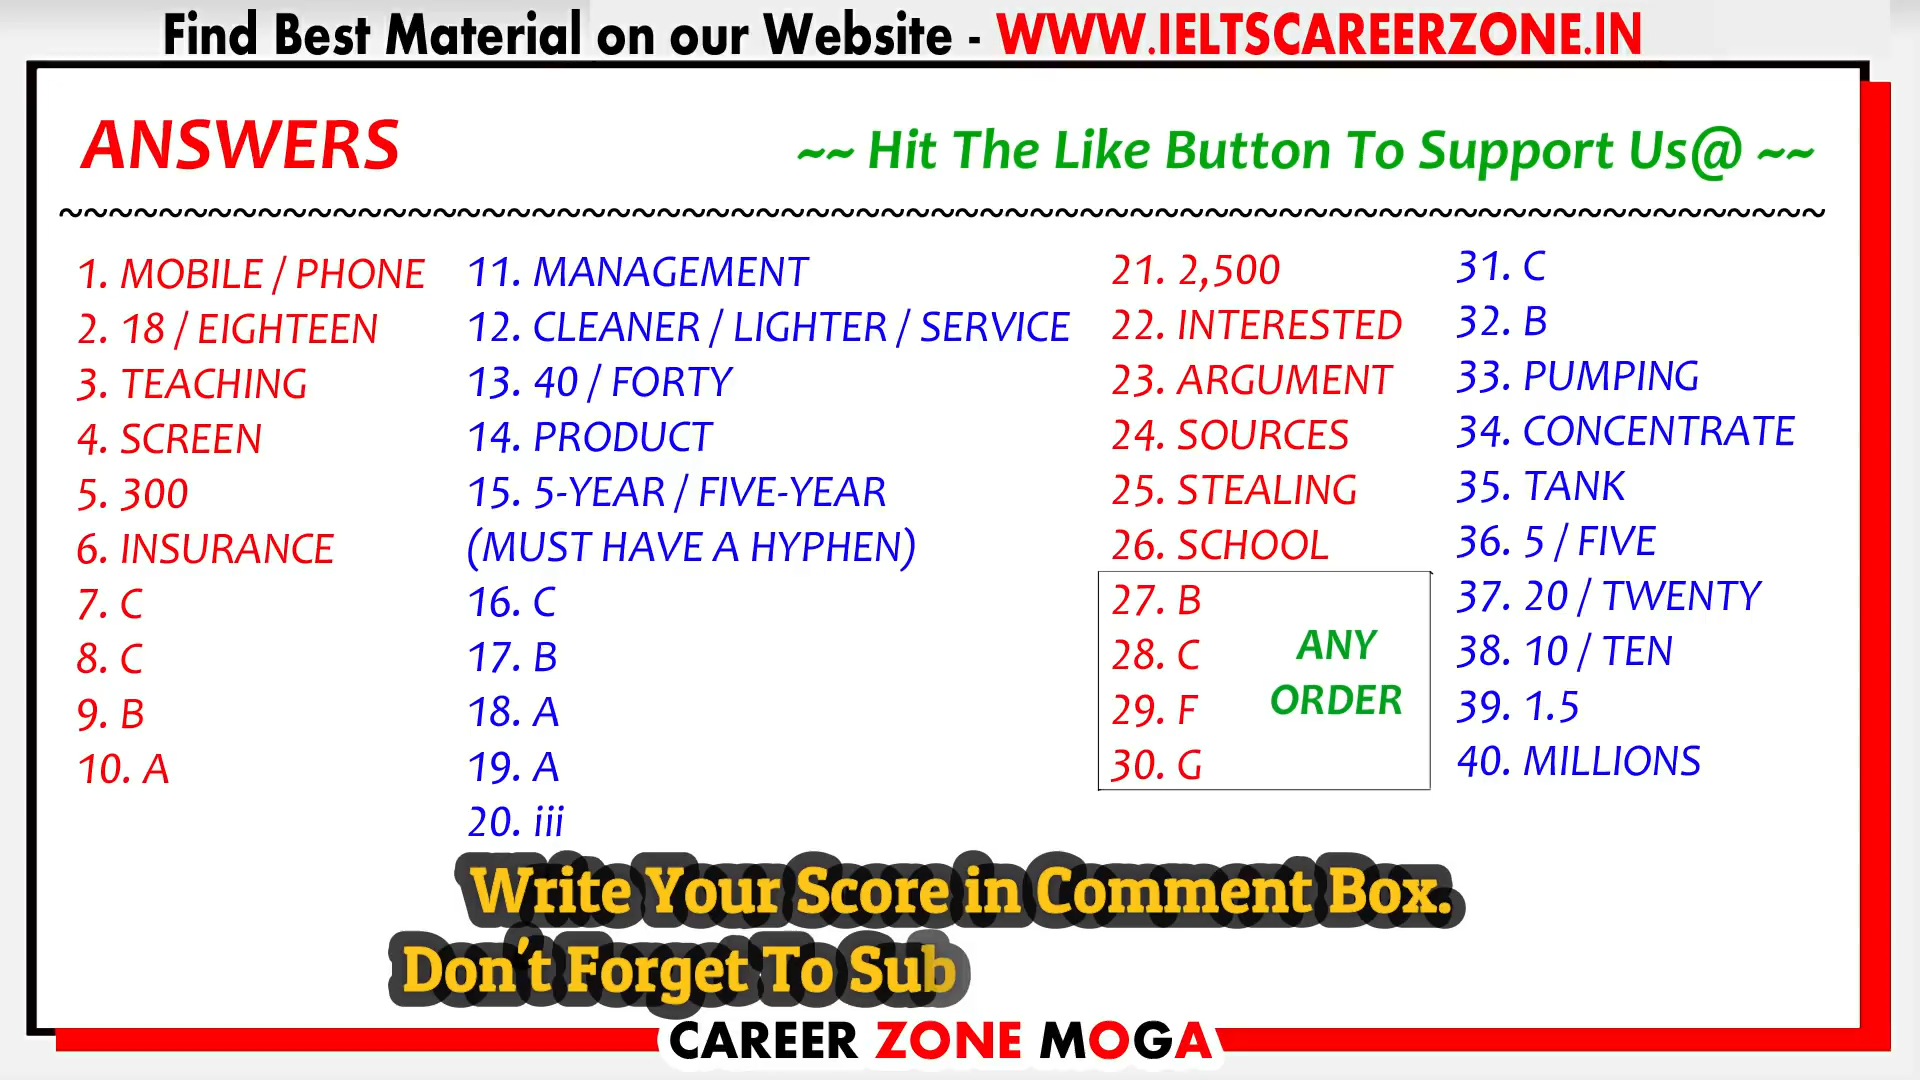 Find Best Material on our Website - WWW.IELTSCAREERZONE.IN
ANSWERS
~~ Hit The Like Button To Support Us@ ~~
1. MOBILE / PHONE
2. 18 / EIGHTEEN
3. TEACHING
4. SCREEN
5. 300
6. INSURANCE
7. C
8. C
9. B
10. A
11. MANAGEMENT
12. CLEANER / LIGHTER / SERVICE
13. 40 / FORTY
14. PRODUCT
15. 5-YEAR / FIVE-YEAR
(MUST HAVE A HYPHEN)
16. C
17. B
18. A
19. A
20. iii
21. 2,500
22. INTERESTED
23. ARGUMENT
24. SOURCES
25. STEALING
26. SCHOOL
27. B
28. C
29. F
30. G
ANY
ORDER
31. C
32. B
33. PUMPING
34. CONCENTRATE
35. TANK
36. 5 / FIVE
37. 20 / TWENTY
38. 10 / TEN
39. 1.5
40. MILLIONS
Write Your Score in Comment Box.
Don't Forget To Sub
CAREER ZONE MOGA